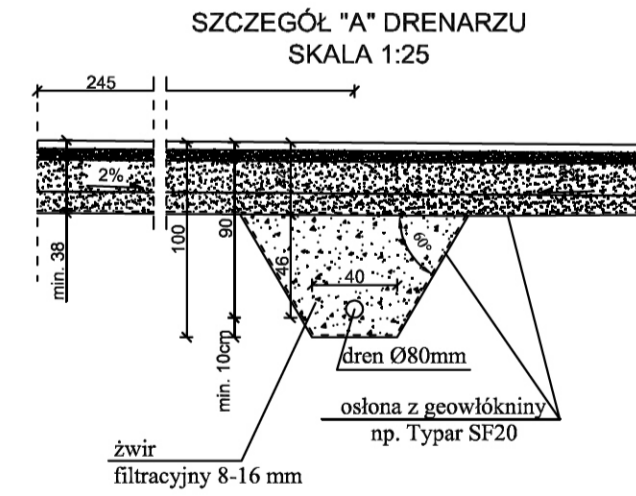 SZCZEGÓŁ "A" DRENARZU
SKALA 1:25
245
2%
min. 38
100
90
46
60°
40
min. 10cm
dren Ø80mm
osłona z geowłókniny
np. Typar SF20
żwir
filtracyjny 8-16 mm